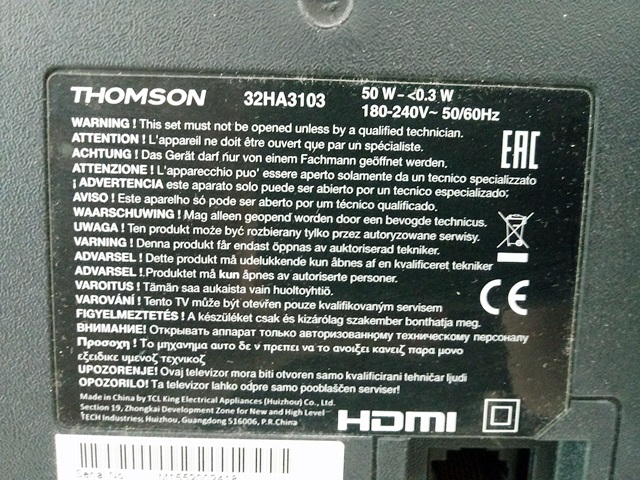 THOMSON 32HA3103 50 W - <0.3 W
180-240V~ 50/60Hz
WARNING ! This set must not be opened unless by a qualified technician.
ATTENTION ! L'appareil ne doit être ouvert que par un spécialiste.
ACHTUNG ! Das Gerät darf nur von einem Fachmann geöffnet werden.
ATTENZIONE ! L'apparecchio puo' essere aperto solamente da un tecnico specializzato
¡ ADVERTENCIA este aparato solo puede ser abierto por un tecnico especializado;
AVISO ! Este aparelho só pode ser aberto por um técnico qualificado.
WAARSCHUWING ! Mag alleen geopend worden door een bevogde technicus.
UWAGA ! Ten produkt może być rozbierany tylko przez autoryzowane serwisy.
VARNING ! Denna produkt får endast öppnas av auktoriserad tekniker.
ADVARSEL ! Dette produkt må udelukkende kun åbnes af en kvalificeret tekniker
ADVARSEL ! Produktet må kun åpnes av autoriserte personer.
VAROITUS ! Tämän saa aukaista vain huoltoyhtiö.
VAROVÁNÍ ! Tento TV může být otevřen pouze kvalifikovaným servisem
FIGYELMEZTETÉS ! A készüléket csak és kizárólag szakember bonthatja meg.
ВНИМАНИЕ! Открывать аппарат только авторизованному техническому персоналу
Προσοχη ! Το μηχανημα αυτο δε ν πρεπει να το ανοιξει κανειζ παρα μονο
εξειδικε υμενοζ τεχνικοζ
UPOZORENJE! Ovaj televizor mora biti otvoren samo kvalificirani tehničar ljudi
OPOZORILO! Ta televizor lahko odpre samo pooblaščen serviser!
Made in China by TCL King Electrical Appliances (Huizhou) Co., Ltd.
Section 19, Zhongkai Development Zone for New and High Level
TECH Industries; Huizhou, Guangdong 516006, P.R.China
EAC
CE
HDMI
Serial No